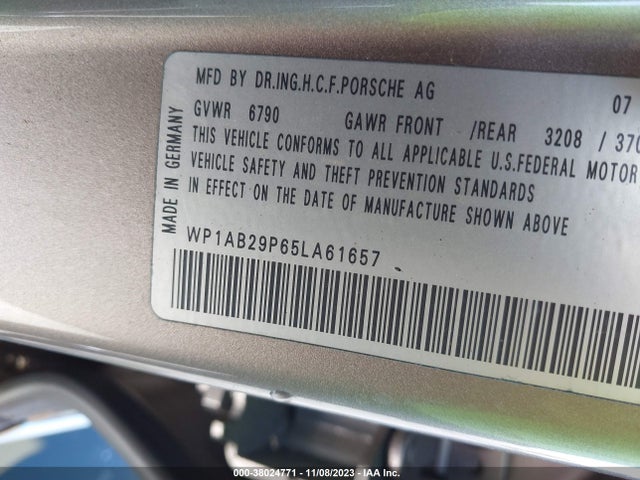 MFD BY DR.ING.H.C.F.PORSCHE AG 07
GVWR 6790 GAWR FRONT /REAR 3208 / 370
THIS VEHICLE CONFORMS TO ALL APPLICABLE U.S.FEDERAL MOTOR
VEHICLE SAFETY AND THEFT PREVENTION STANDARDS
IN EFFECT ON THE DATE OF MANUFACTURE SHOWN ABOVE
MADE IN GERMANY
WP1AB29P65LA61657
000-38024771 - 11/08/2023 - IAA Inc.